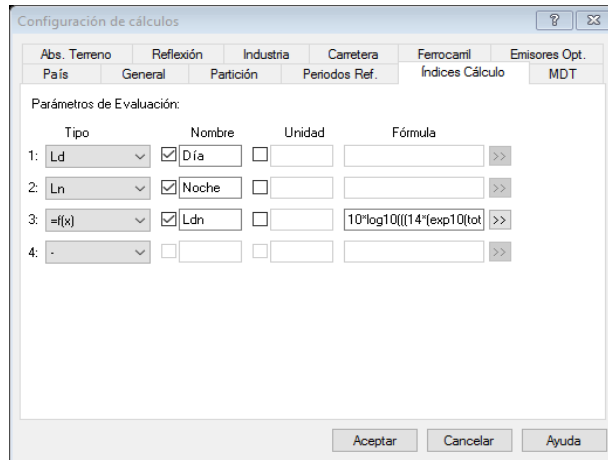 Configuración de cálculos
Abs. Terreno Reflexión Industria Carretera Ferrocarril Emisores Opt.
País General Partición Periodos Ref. Índices Cálculo MDT
Parámetros de Evaluación:
Tipo Nombre Unidad Fórmula
1: Ld Día >>
2: Ln Noche >>
3: =f(x) Ldn 10*log10(((14*(exp10(tot >>
4: - >>
Aceptar Cancelar Ayuda